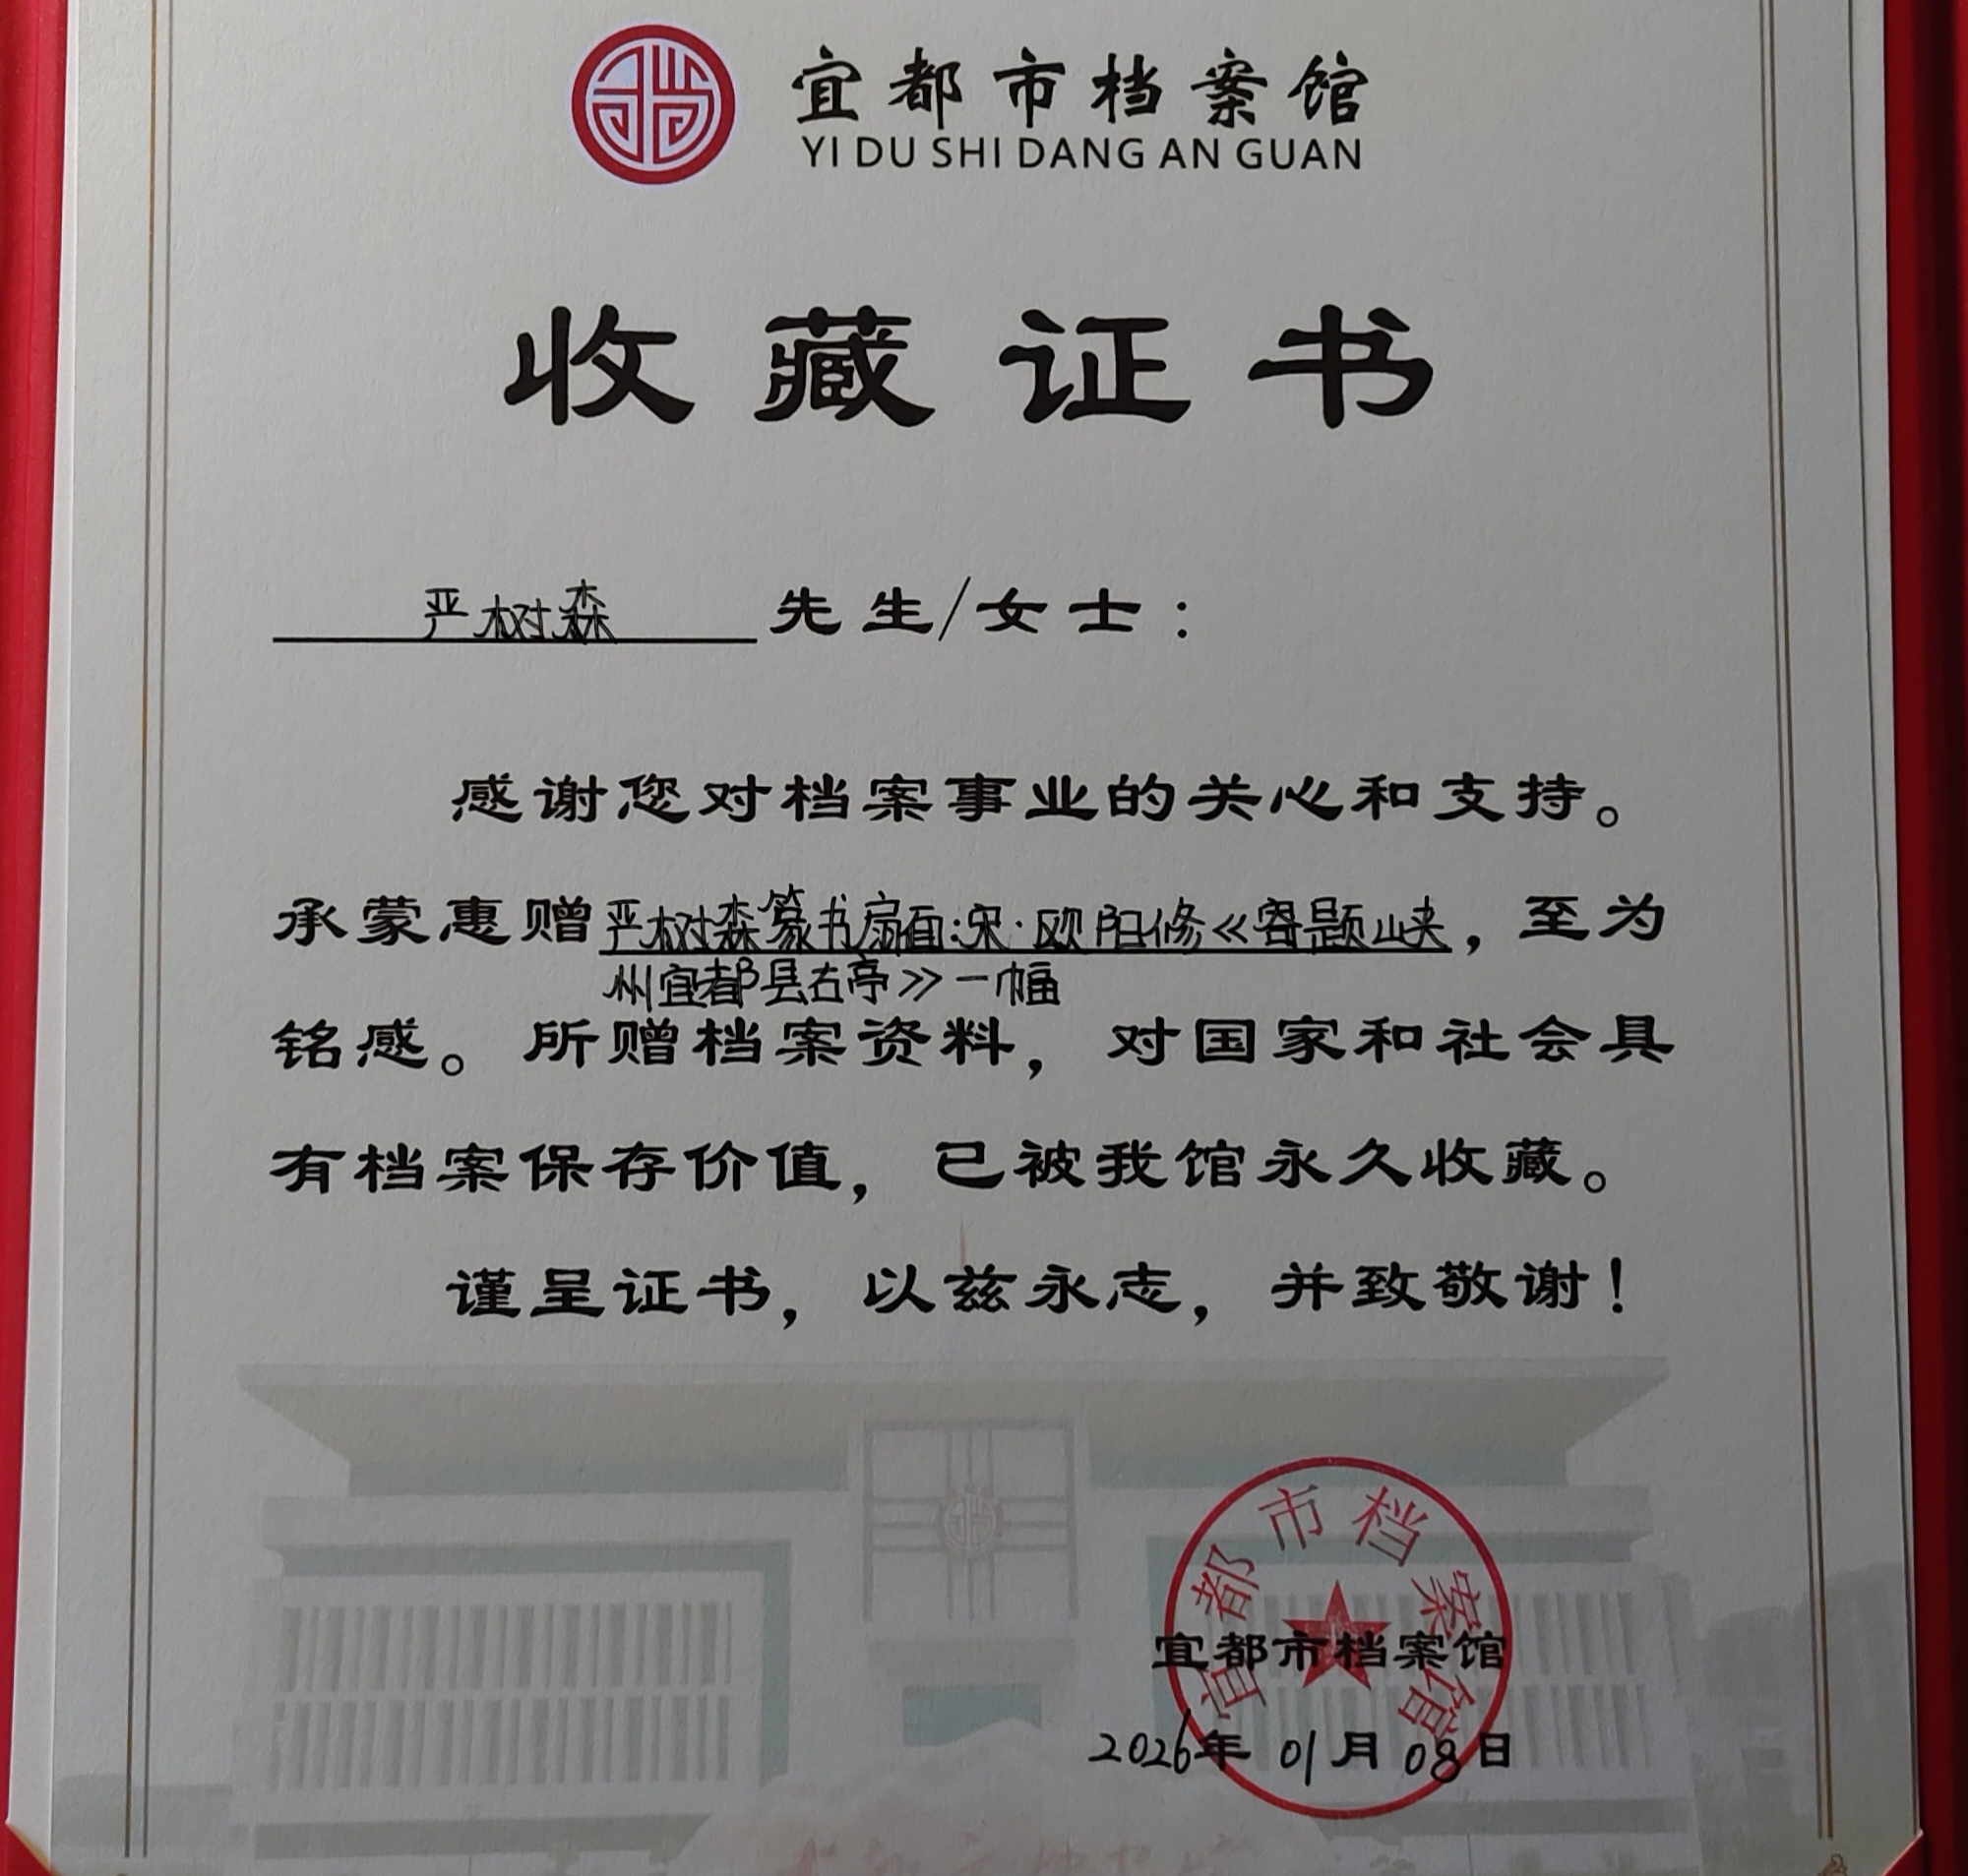 宜都市档案馆
YI DU SHI DANG AN GUAN
收藏证书
严树森先生/女士：
感谢您对档案事业的关心和支持。
承蒙惠赠严树森篆书扇面:宋·欧阳修《寄题峡，至为
州宜都县古亭》一幅
铭感。所赠档案资料，对国家和社会具
有档案保存价值，已被我馆永久收藏。
谨呈证书，以兹永志，并致敬谢！
宜都市档案馆
宜都市档案馆
2026年01月08日